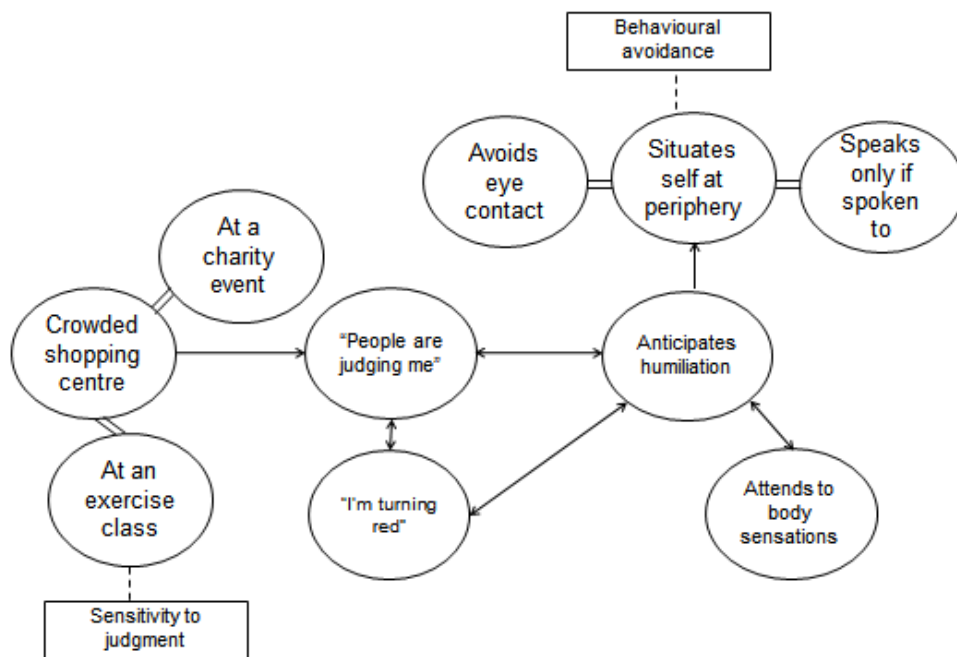 Behavioural
avoidance
Avoids
eye
contact
Situates
self at
periphery
Speaks
only if
spoken
to
At a
charity
event
Crowded
shopping
centre
“People are
judging me”
Anticipates
humiliation
At an
exercise
class
“I’m turning
red”
Attends to
body
sensations
Sensitivity to
judgment